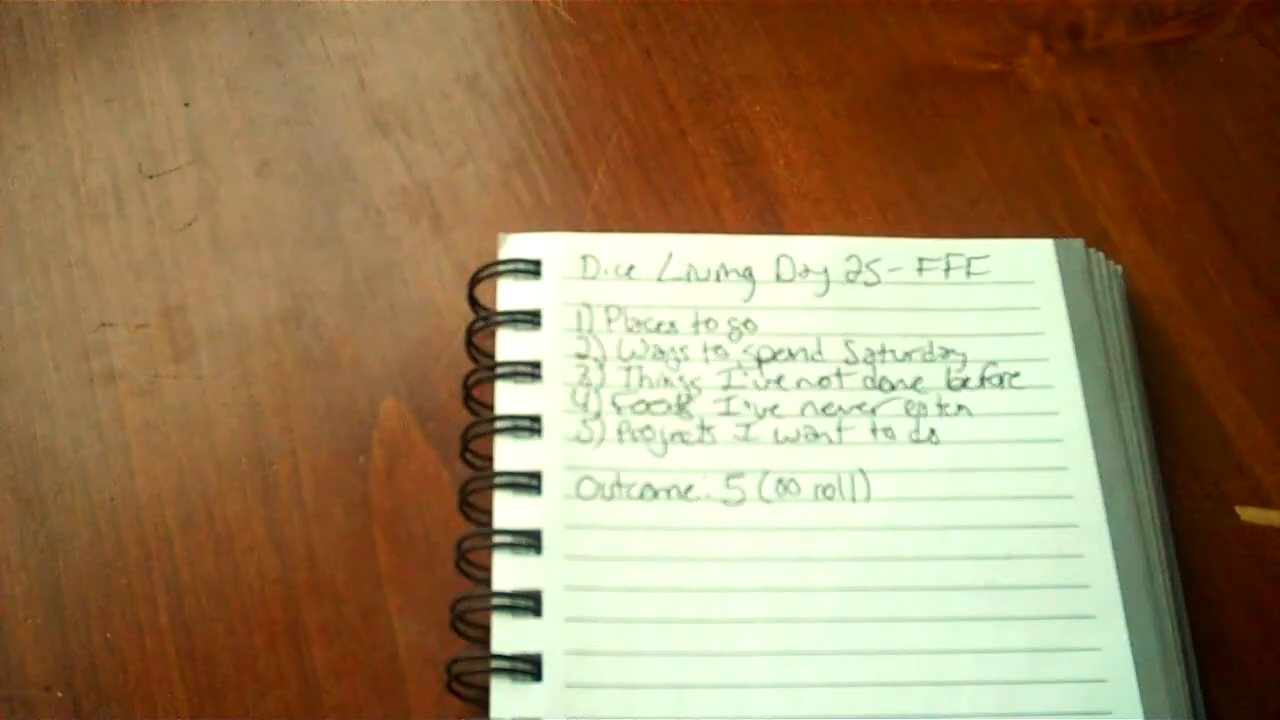 Dice Living Day 25 - FFE
1) Places to go
2) Ways to spend Saturday
3) Things I've not done before
4) Foods I've never eaten
5) Projects I want to do
Outcome: 5 (00 roll)